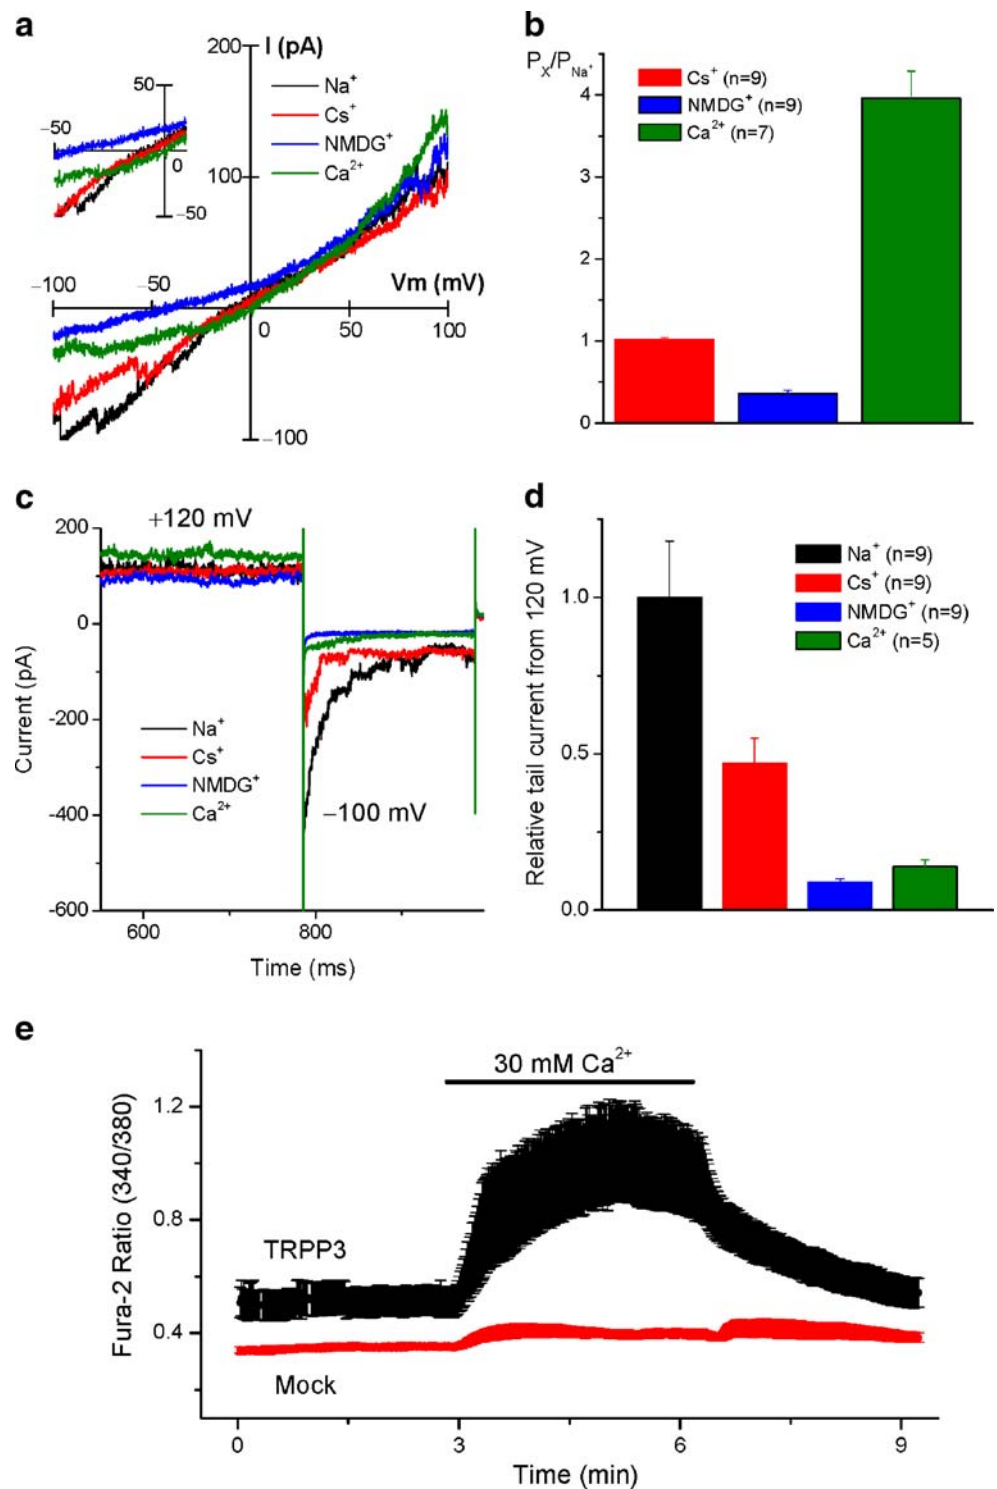 a
I (pA)
200
100
Na⁺
Cs⁺
NMDG⁺
Ca²⁺
50
−50
0
−50
Vm (mV)
−100
−50
0
50
100
−100
b
Pₓ/P_Na⁺
Cs⁺ (n=9)
NMDG⁺ (n=9)
Ca²⁺ (n=7)
4
2
1
0
c
+120 mV
200
0
-200
-400
-600
Current (pA)
Na⁺
Cs⁺
NMDG⁺
Ca²⁺
−100 mV
600
800
Time (ms)
d
Relative tail current from 120 mV
1.0
0.5
0.0
Na⁺ (n=9)
Cs⁺ (n=9)
NMDG⁺ (n=9)
Ca²⁺ (n=5)
e
30 mM Ca²⁺
Fura-2 Ratio (340/380)
1.2
0.8
0.4
TRPP3
Mock
0
3
6
9
Time (min)